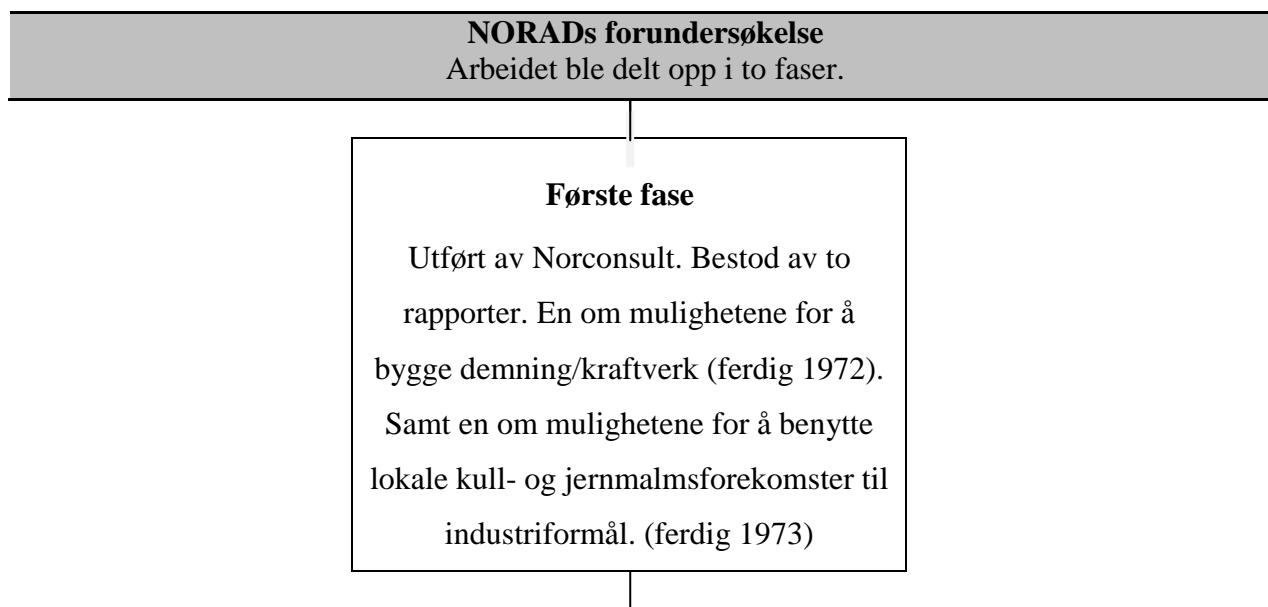 NORADs forundersøkelse
Arbeidet ble delt opp i to faser.
Første fase
Utført av Norconsult. Bestod av to
rapporter. En om mulighetene for å
bygge demning/kraftverk (ferdig 1972).
Samt en om mulighetene for å benytte
lokale kull- og jernmalmsforekomster til
industriformål. (ferdig 1973)